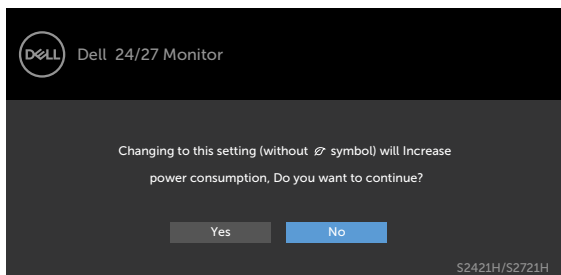 DELL
Dell 24/27 Monitor
Changing to this setting (without symbol) will Increase
power consumption, Do you want to continue?
Yes
No
S2421H/S2721H